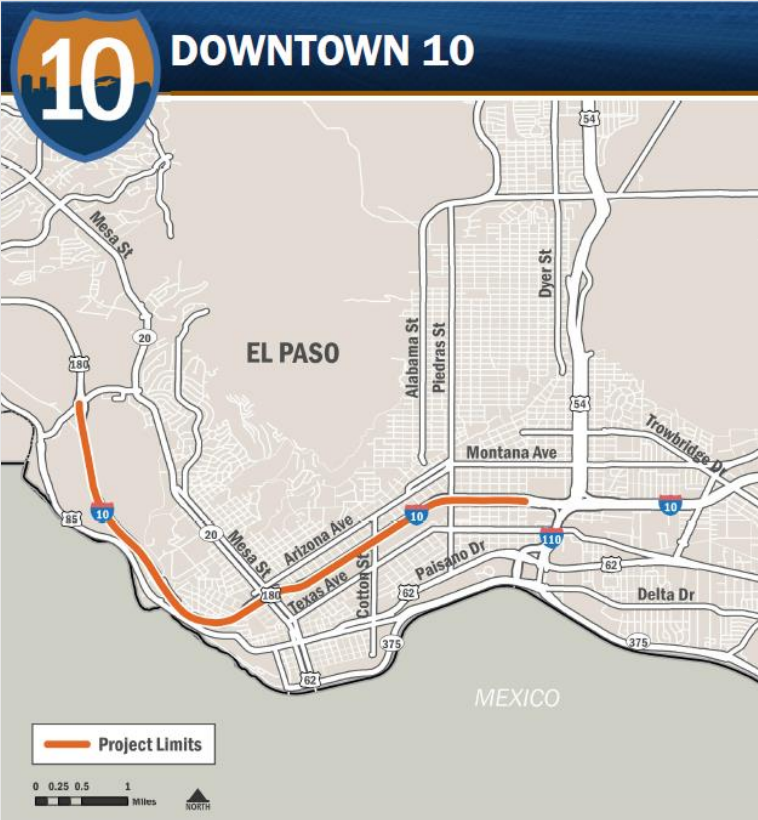 10
DOWNTOWN 10
54
Mesa St
Dyer St
20
EL PASO
Alabama St
Piedras St
180
54
Trowbridge Dr
Montana Ave
10
10
10
85
20
Mesa St
Arizona Ave
110
Paisano Dr
62
180
Texas Ave
Cotton St
62
Delta Dr
375
375
62
MEXICO
Project Limits
0 0.25 0.5 1
Miles
NORTH